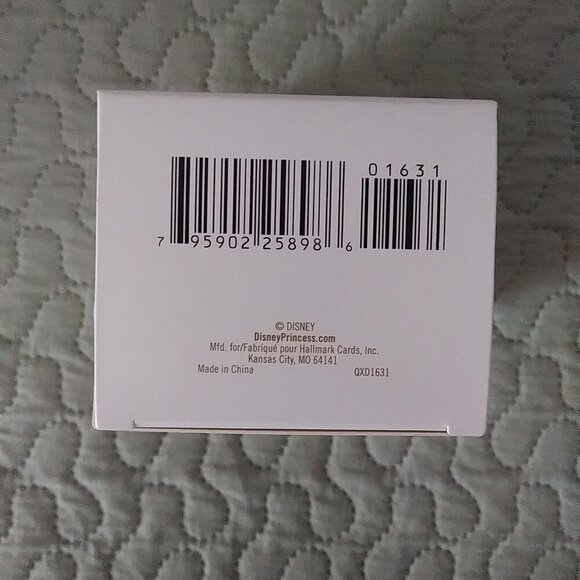 01631
7 95902 25898 6
© DISNEY
DisneyPrincess.com
Mfd. for/Fabriqué pour Hallmark Cards, Inc.
Kansas City, MO 64141
Made in China QXD1631